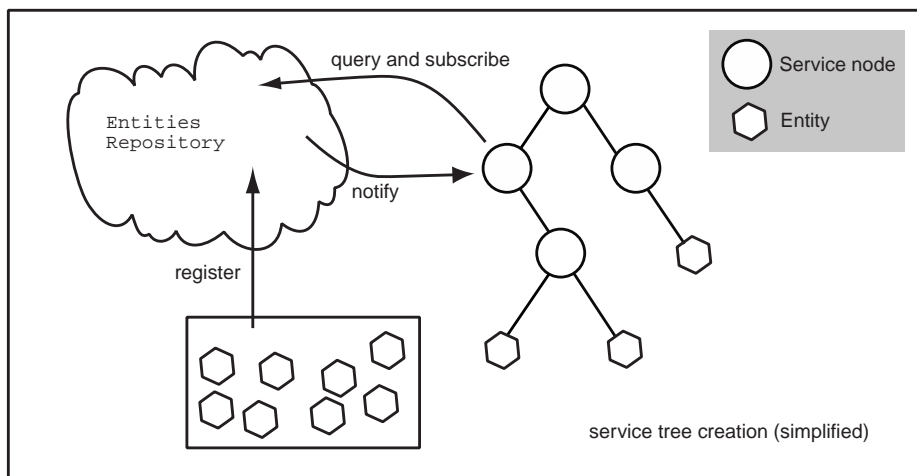 query and subscribe
Service node
Entity
Entities
Repository
notify
register
service tree creation (simplified)